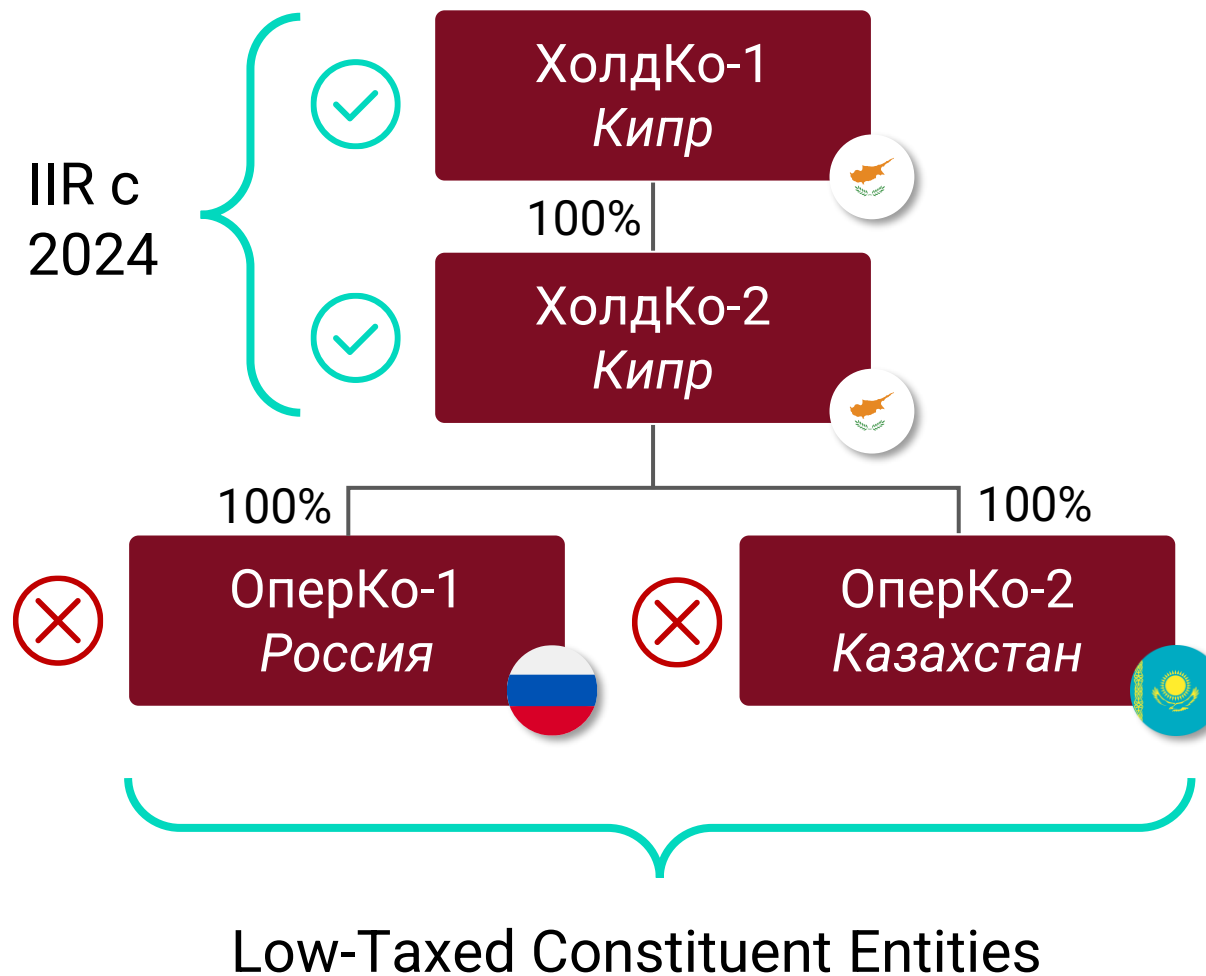 ХолдКо-1
Кипр
IIR с
2024
100%
ХолдКо-2
Кипр
100%
100%
ОперКо-1
Россия
ОперКо-2
Казахстан
Low-Taxed Constituent Entities